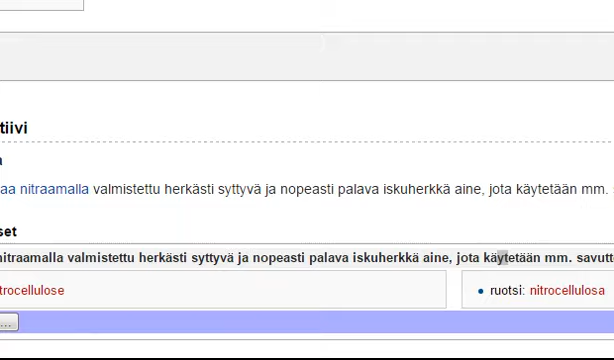 tiivi
a
aa nitraamalla valmistettu herkästi syttyvä ja nopeasti palava iskuherkkä aine, jota käytetään mm.
set
nitraamalla valmistettu herkästi syttyvä ja nopeasti palava iskuherkkä aine, jota käytetään mm. savutt
trocellulose
• ruotsi: nitrocellulosa
...